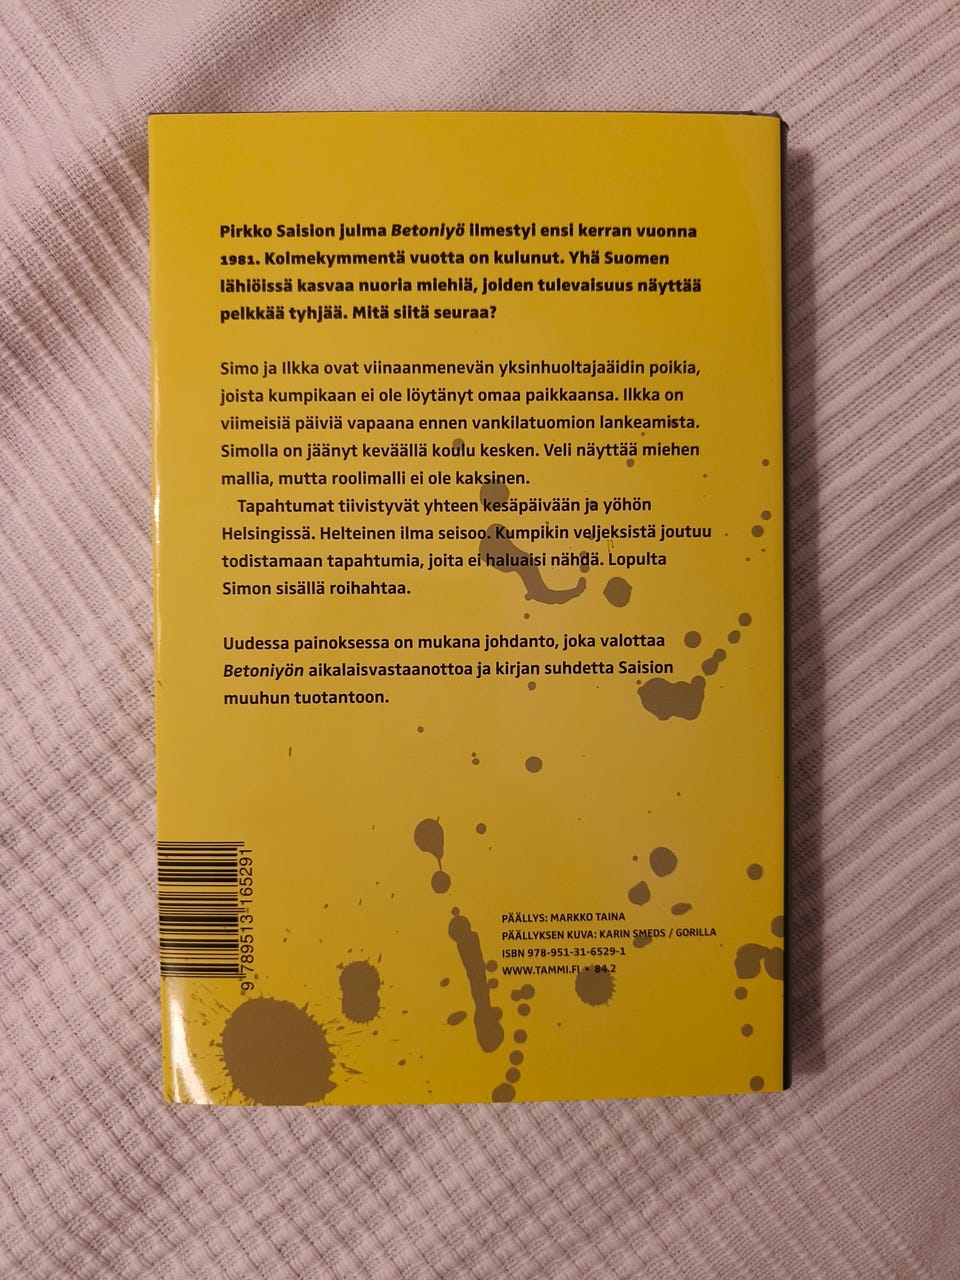 Pirkko Saision julma Betoniyö ilmestyi ensi kerran vuonna
1981. Kolmekymmentä vuotta on kulunut. Yhä Suomen
lähiöissä kasvaa nuoria miehiä, joiden tulevaisuus näyttää
pelkkää tyhjää. Mitä siitä seuraa?
Simo ja Ilkka ovat viinaanmenevän yksinhuoltajaäidin poikia,
joista kumpikaan ei ole löytänyt omaa paikkaansa. Ilkka on
viimeisiä päiviä vapaana ennen vankilatuomion lankeamista.
Simolla on jäänyt keväällä koulu kesken. Veli näyttää miehen
mallia, mutta roolimalli ei ole kaksinen.
Tapahtumat tiivistyvät yhteen kesäpäivään ja yöhön
Helsingissä. Helteinen ilma seisoo. Kumpikin veljeksistä joutuu
todistamaan tapahtumia, joita ei haluaisi nähdä. Lopulta
Simon sisällä roihahtaa.
Uudessa painoksessa on mukana johdanto, joka valottaa
Betoniyön aikalaisvastaanottoa ja kirjan suhdetta Saision
muuhun tuotantoon.
9 789513 165291
PÄÄLLYS: MARKKO TAINA
PÄÄLLYKSEN KUVA: KARIN SMEDS / GORILLA
ISBN 978-951-31-6529-1
WWW.TAMMI.FI • 84.2